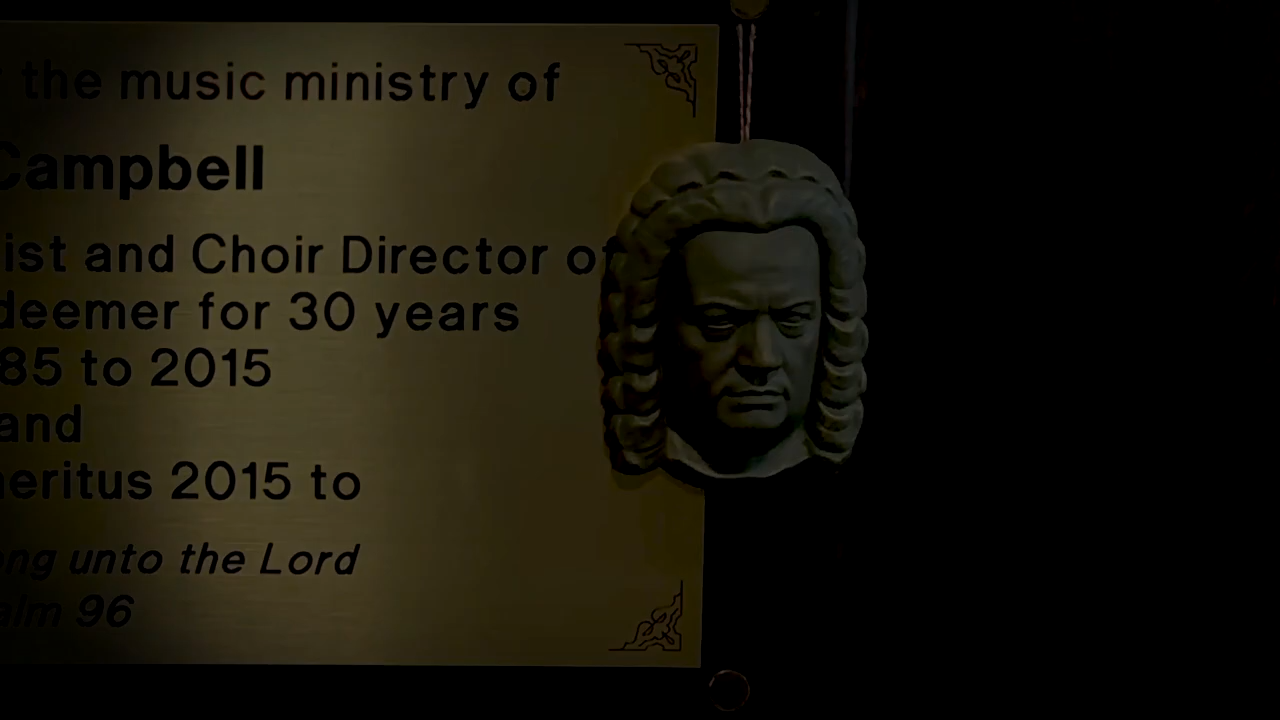 the music ministry of
Campbell
ist and Choir Director of
deemer for 30 years
85 to 2015
and
eritus 2015 to
ng unto the Lord
alm 96